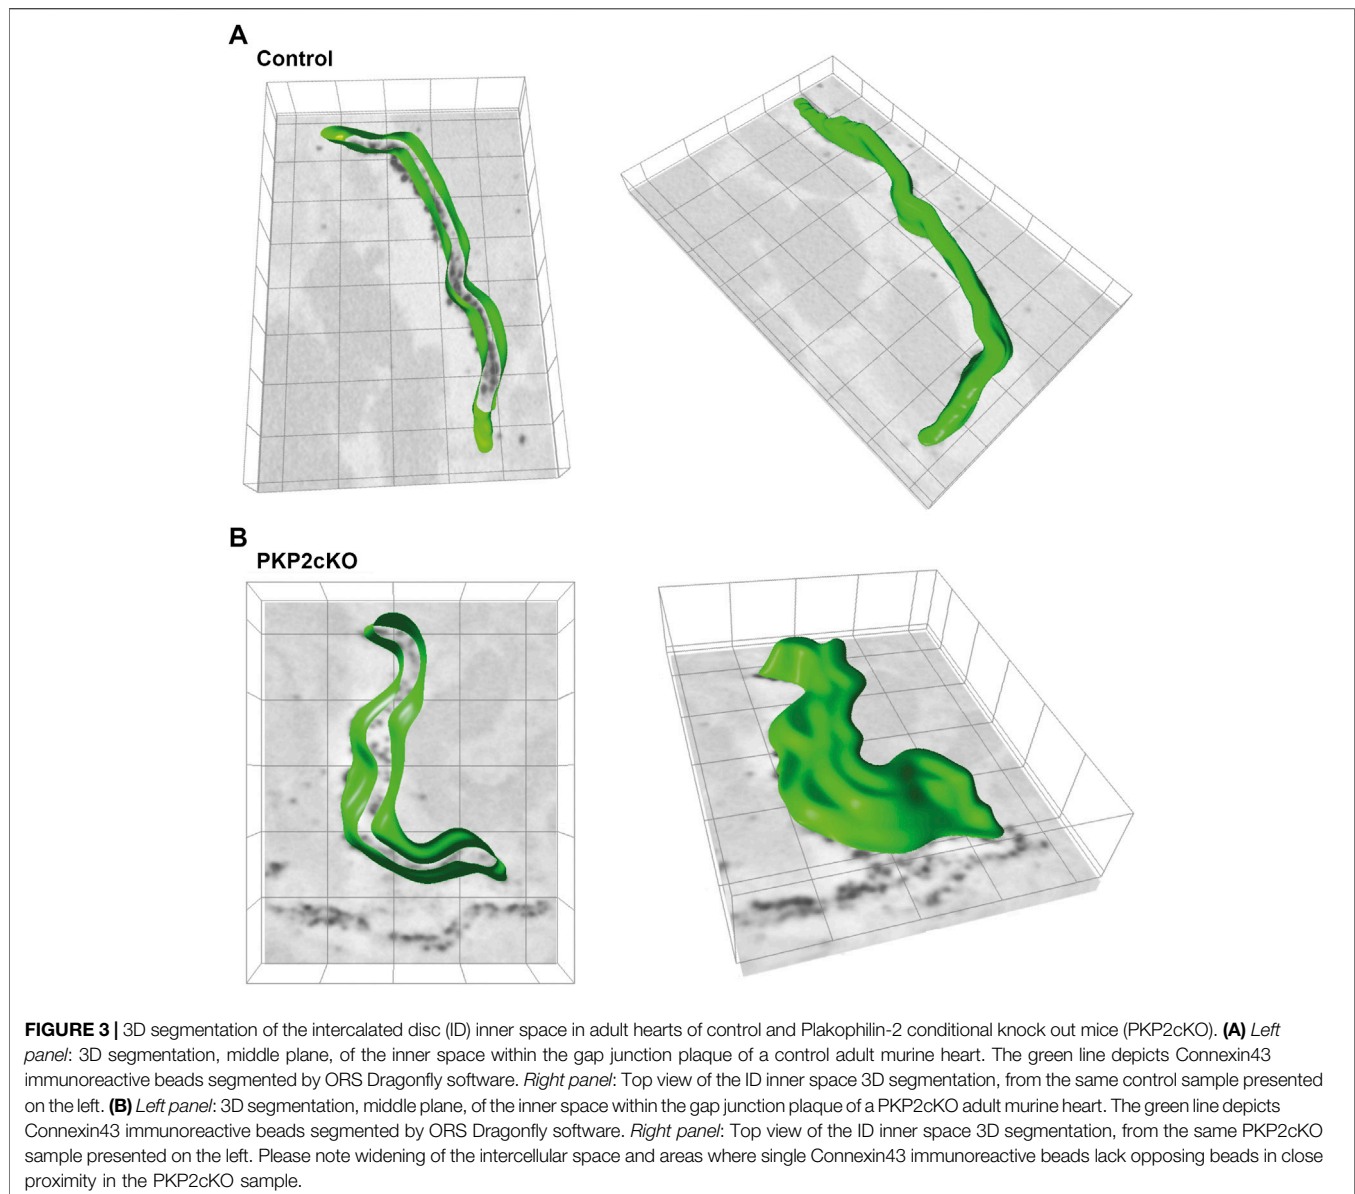 A
Control
B
PKP2cKO
FIGURE 3 | 3D segmentation of the intercalated disc (ID) inner space in adult hearts of control and Plakophilin-2 conditional knock out mice (PKP2cKO). (A) Left
panel: 3D segmentation, middle plane, of the inner space within the gap junction plaque of a control adult murine heart. The green line depicts Connexin43
immunoreactive beads segmented by ORS Dragonfly software. Right panel: Top view of the ID inner space 3D segmentation, from the same control sample presented
on the left. (B) Left panel: 3D segmentation, middle plane, of the inner space within the gap junction plaque of a PKP2cKO adult murine heart. The green line depicts
Connexin43 immunoreactive beads segmented by ORS Dragonfly software. Right panel: Top view of the ID inner space 3D segmentation, from the same PKP2cKO
sample presented on the left. Please note widening of the intercellular space and areas where single Connexin43 immunoreactive beads lack opposing beads in close
proximity in the PKP2cKO sample.